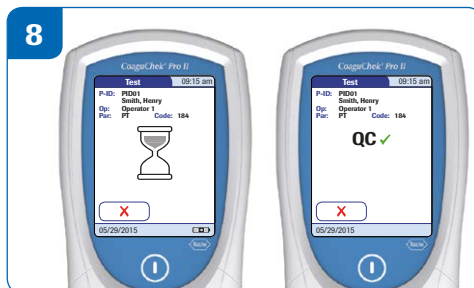 8
CoaguChek® Pro II
Test 09:15 am
P-ID: PID01
Smith, Henry
Op: Operator 1
Par: PT Code: 184
05/29/2015
Roche
CoaguChek® Pro II
Test 09:15 am
P-ID: PID01
Smith, Henry
Op: Operator 1
Par: PT Code: 184
QC ✓
X
05/29/2015
Roche